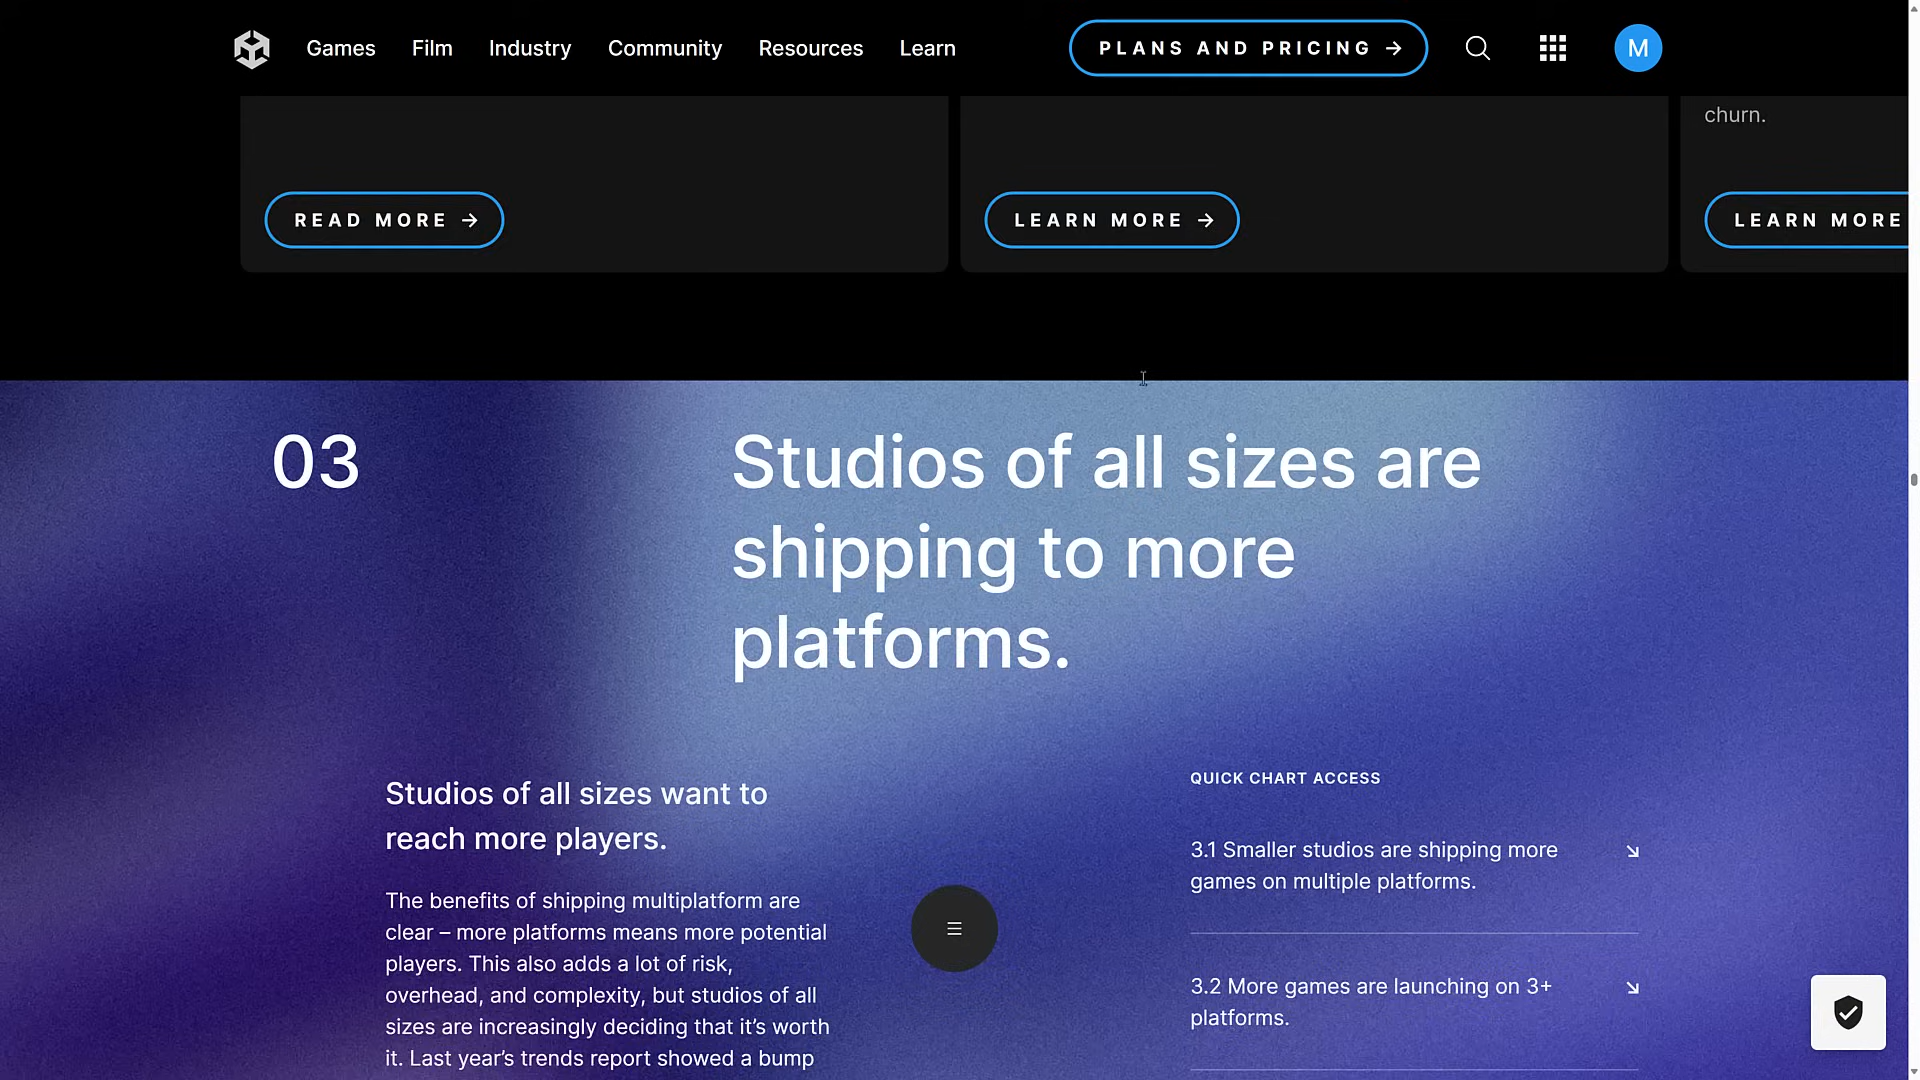 Games Film Industry Community Resources Learn PLANS AND PRICING → M
churn.
READ MORE → LEARN MORE → LEARN MORE
03
Studios of all sizes are
shipping to more
platforms.
Studios of all sizes want to
reach more players.
The benefits of shipping multiplatform are
clear – more platforms means more potential
players. This also adds a lot of risk,
overhead, and complexity, but studios of all
sizes are increasingly deciding that it’s worth
it. Last year’s trends report showed a bump
QUICK CHART ACCESS
3.1 Smaller studios are shipping more
games on multiple platforms.
3.2 More games are launching on 3+
platforms.